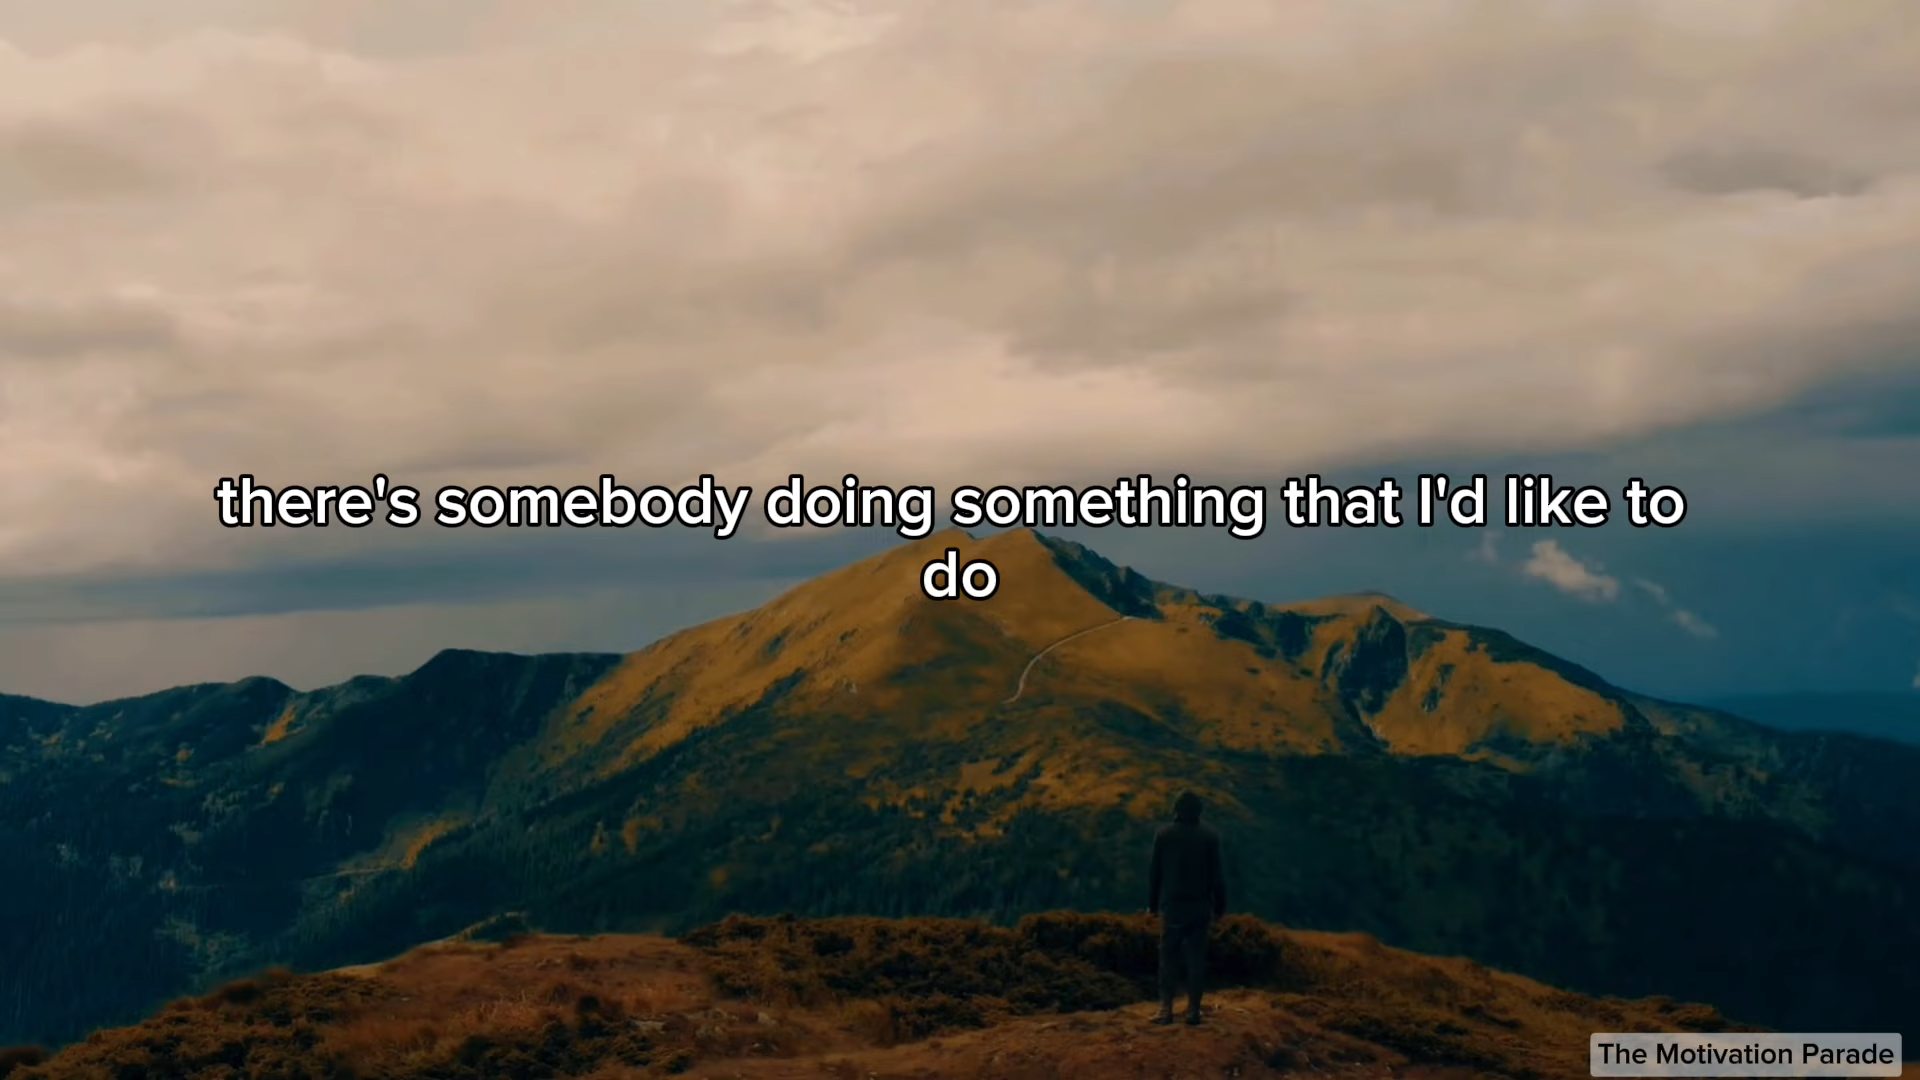 there's somebody doing something that I'd like to
do
The Motivation Parade